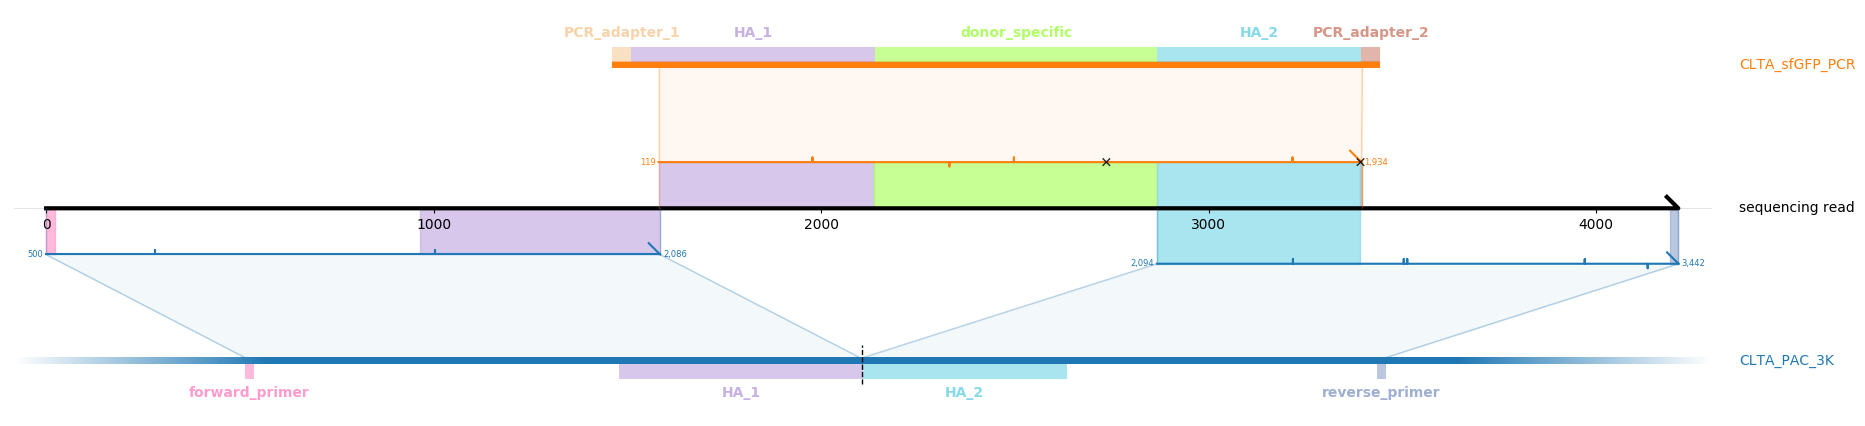 PCR_adapter_1 HA_1 donor_specific HA_2 PCR_adapter_2
CLTA_sfGFP_PCR
119 1,934
sequencing read
0 1000 2000 3000 4000
500 2,086 2,094 3,442
CLTA_PAC_3K
forward_primer HA_1 HA_2 reverse_primer